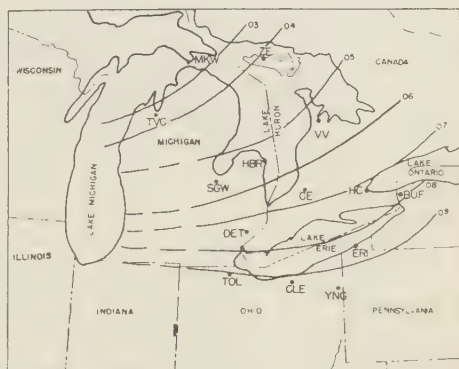 03
04
MKW
ZE
WISCONSIN
CANADA
05
06
TVC
VV
07
MICHIGAN
LAKE
HURON
HBR
LAKE
ONTARIO
SGW
CE
HC
08
BUF
LAKE MICHIGAN
09
DET
LAKE
ERIE
ERI
ILLINOIS
TOL
CLE
YNG
INDIANA
OHIO
PENNSYLVANIA